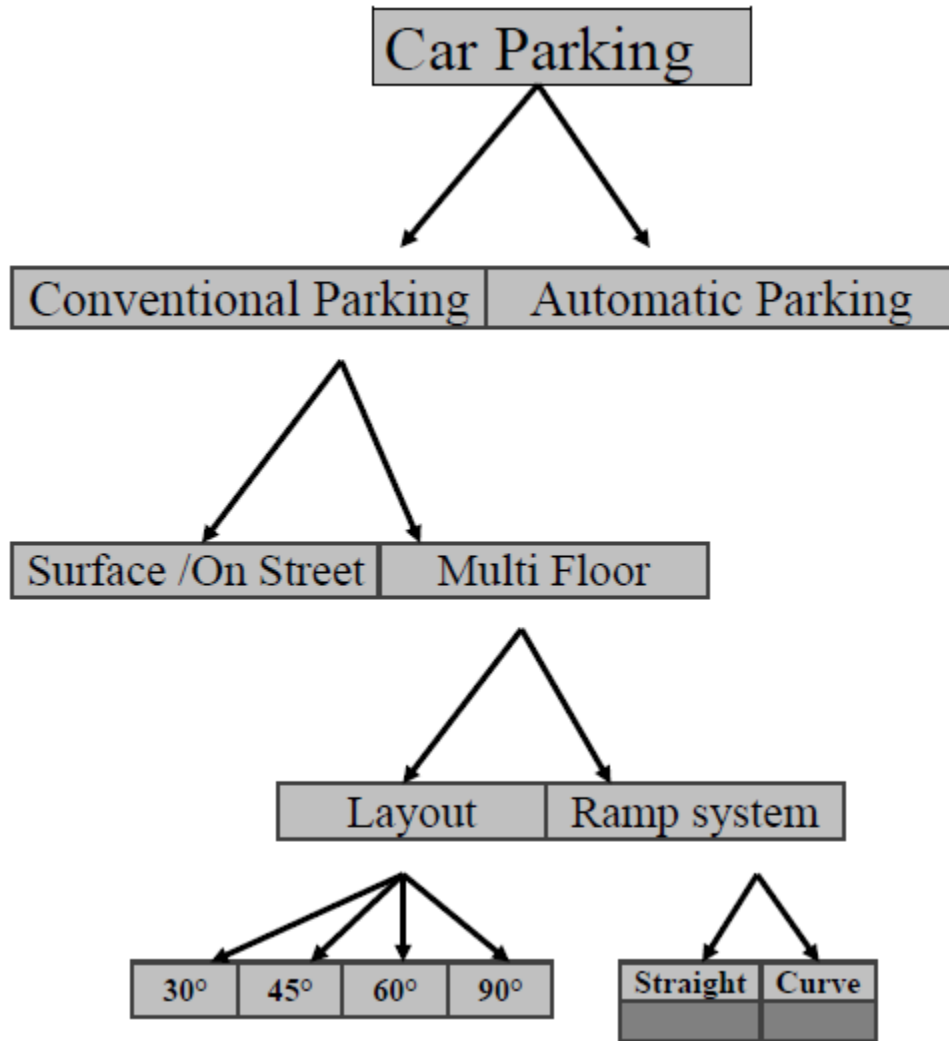 Car Parking
Conventional Parking
Automatic Parking
Surface /On Street
Multi Floor
Layout
Ramp system
30°
45°
60°
90°
Straight
Curve